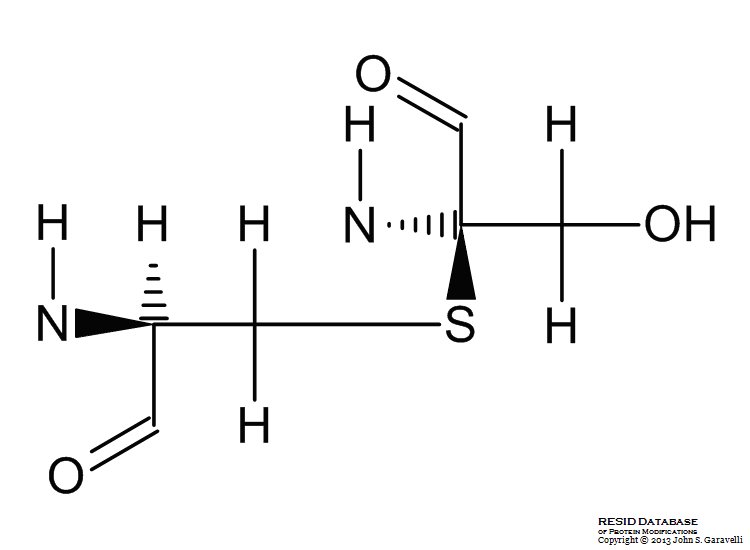 O
H H
N OH
H H H
N S H
H
O
RESID DATABASE
OF PROTEIN MODIFICATIONS
Copyright © 2013 John S. Garavelli